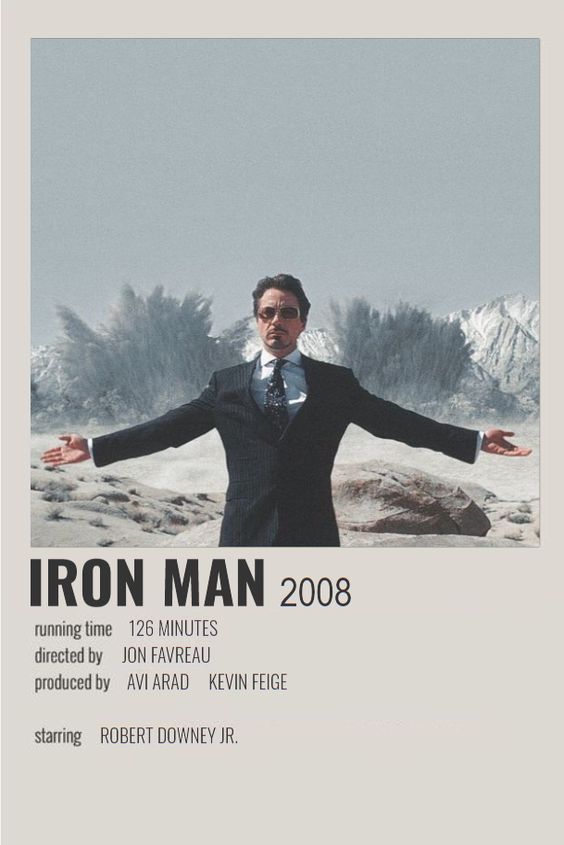 IRON MAN 2008
running time 126 MINUTES
directed by JON FAVREAU
produced by AVI ARAD KEVIN FEIGE
starring ROBERT DOWNEY JR.